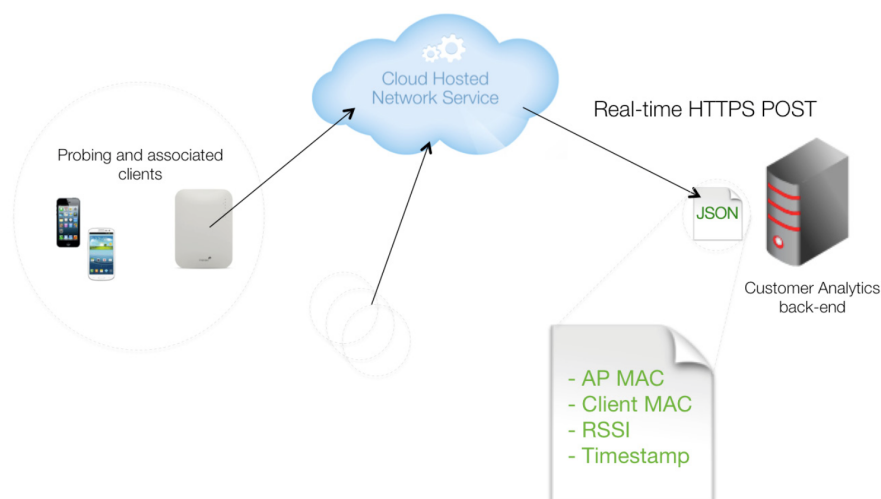 Cloud Hosted
Network Service
Real-time HTTPS POST
Probing and associated
clients
JSON
Customer Analytics
back-end
- AP MAC
- Client MAC
- RSSI
- Timestamp